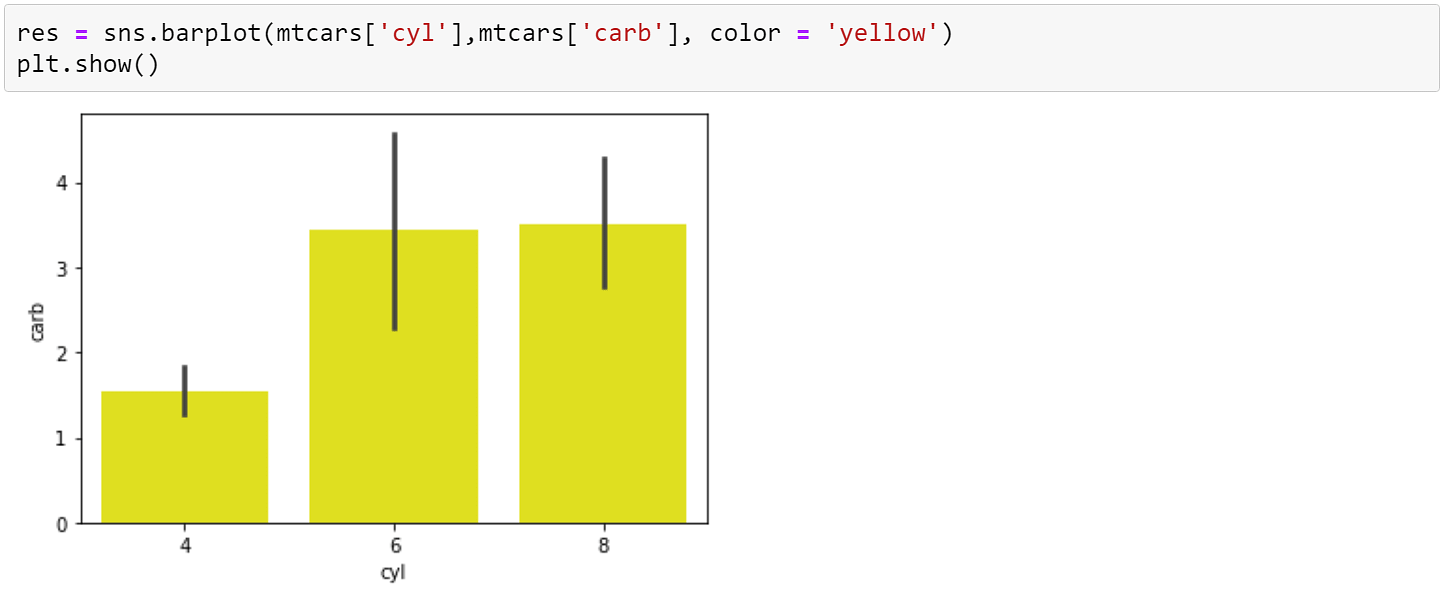 res = sns.barplot(mtcars['cyl'],mtcars['carb'], color = 'yellow')
plt.show()
4
3
2
1
0
carb
4 6 8
cyl